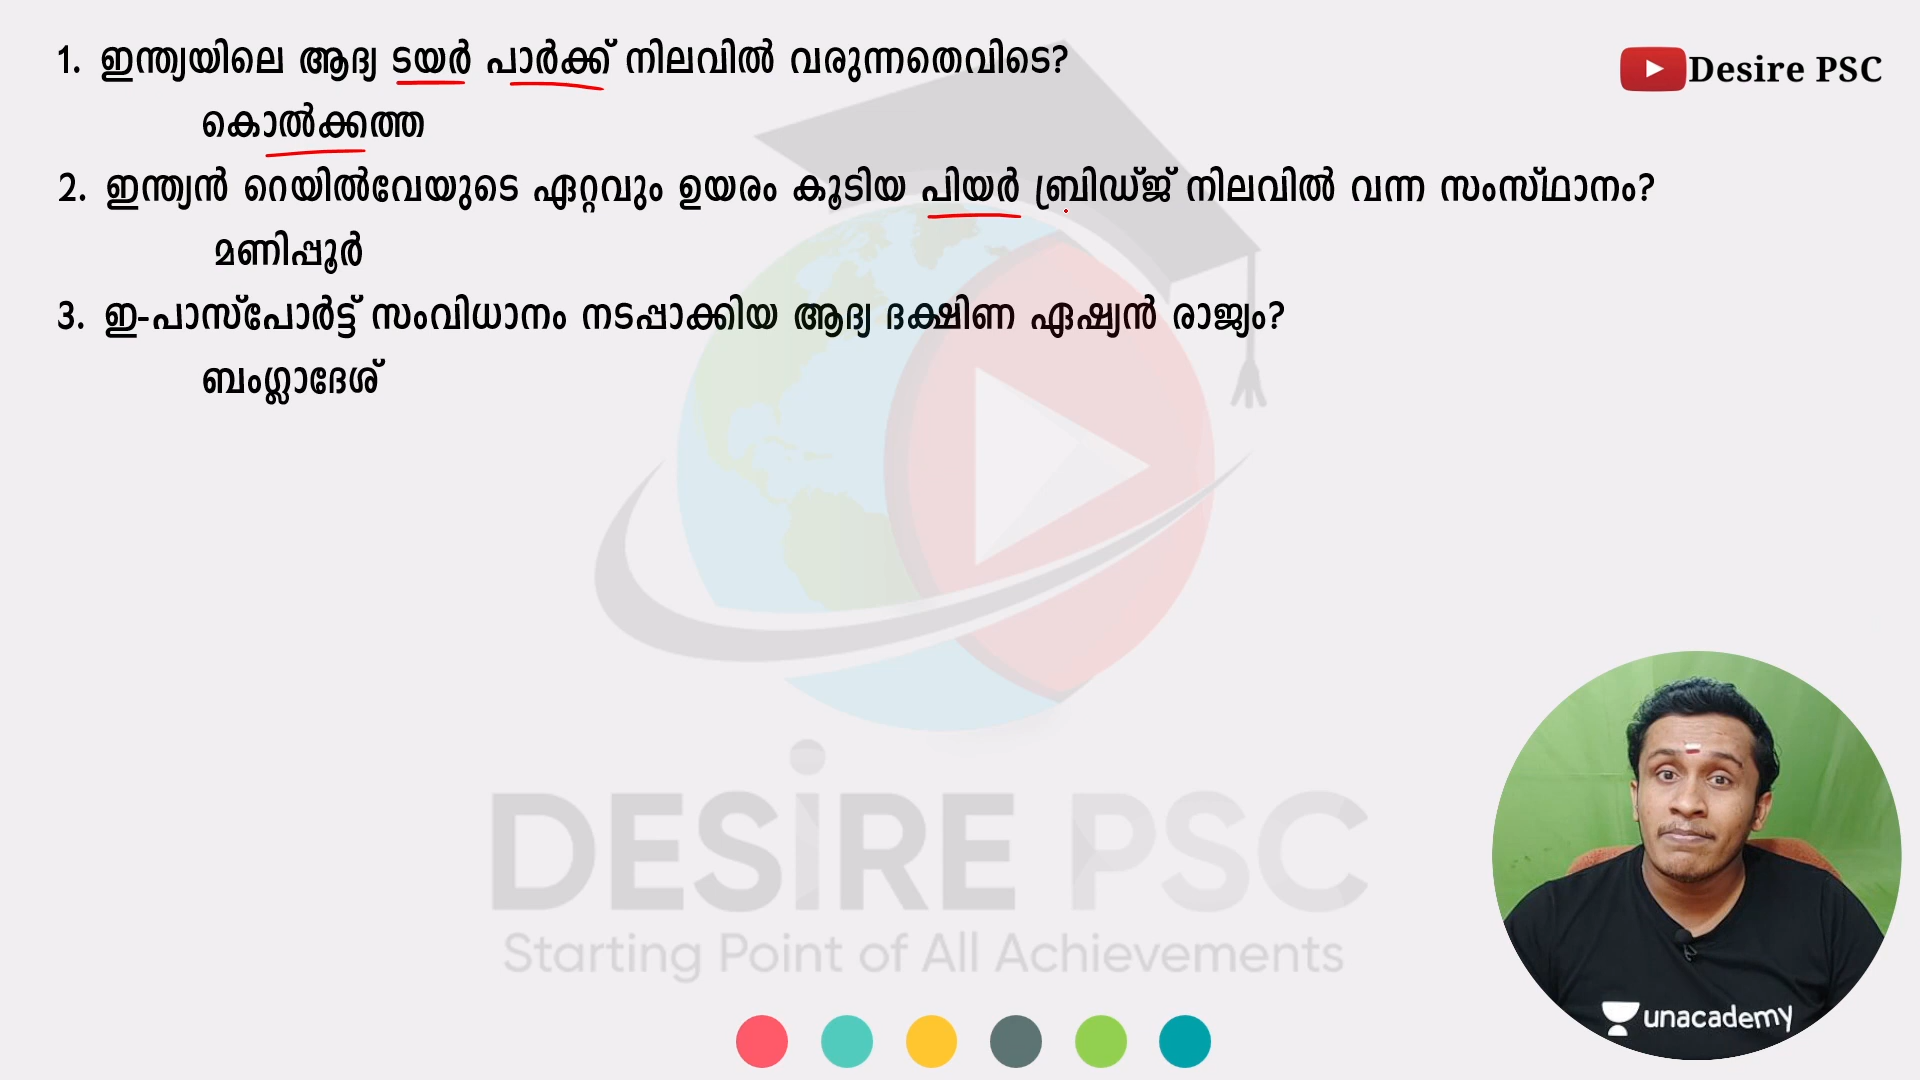 1. ഇന്ത്യയിലെ ആദ്യ ടയർ പാർക്ക് നിലവിൽ വരുന്നതെവിടെ?
Desire PSC
കൊൽക്കത്ത
2. ഇന്ത്യൻ റെയിൽവേയുടെ ഏറ്റവും ഉയരം കൂടിയ പിയർ ബ്രിഡ്ജ് നിലവിൽ വന്ന സംസ്ഥാനം?
മണിപ്പൂർ
3. ഇ-പാസ്പോർട്ട് സംവിധാനം നടപ്പാക്കിയ ആദ്യ ദക്ഷിണ ഏഷ്യൻ രാജ്യം?
ബംഗ്ലാദേശ്
DESiRE PSC
Starting Point of All Achievements
unacademy